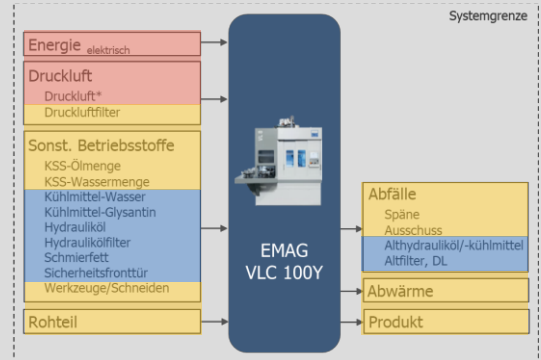 Systemgrenze
Energie elektrisch
Druckluft
Druckluft*
Druckluftfilter
Sonst. Betriebsstoffe
KSS-Ölmenge
KSS-Wassermenge
Kühlmittel-Wasser
Kühlmittel-Glysantin
Hydrauliköl
Hydraulikölfilter
Schmierfett
Sicherheitsfronttür
Werkzeuge/Schneiden
Rohteil
EMAG
VLC 100Y
Abfälle
Späne
Ausschuss
Althydrauliköl/-kühlmittel
Altfilter, DL
Abwärme
Produkt